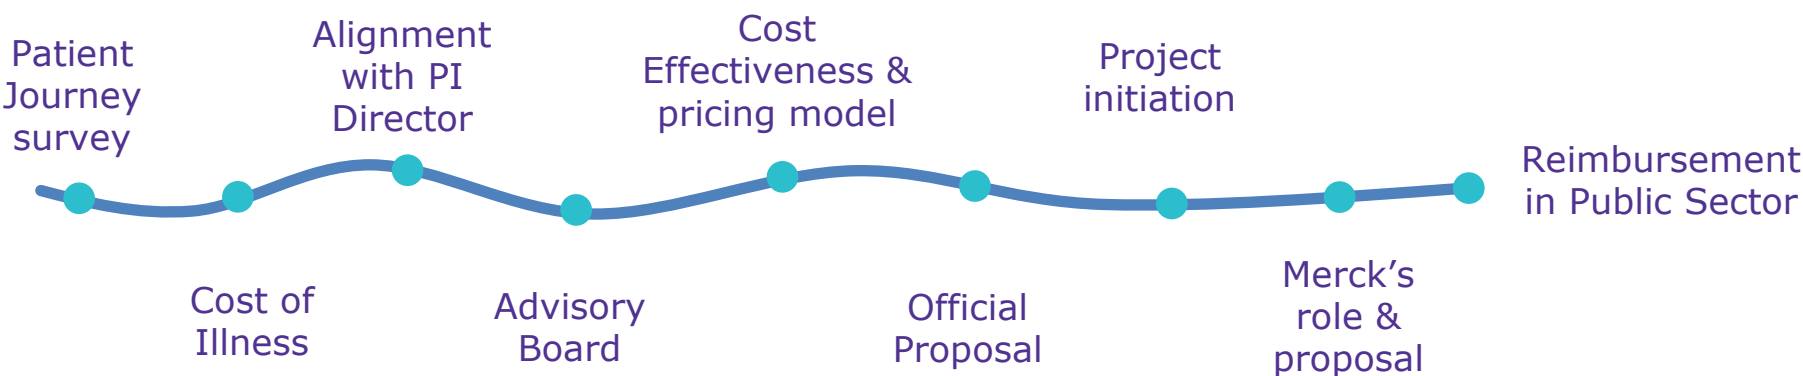 Patient
Journey
survey
Cost of
Illness
Alignment
with PI
Director
Advisory
Board
Cost
Effectiveness &
pricing model
Official
Proposal
Project
initiation
Merck’s
role &
proposal
Reimbursement
in Public Sector